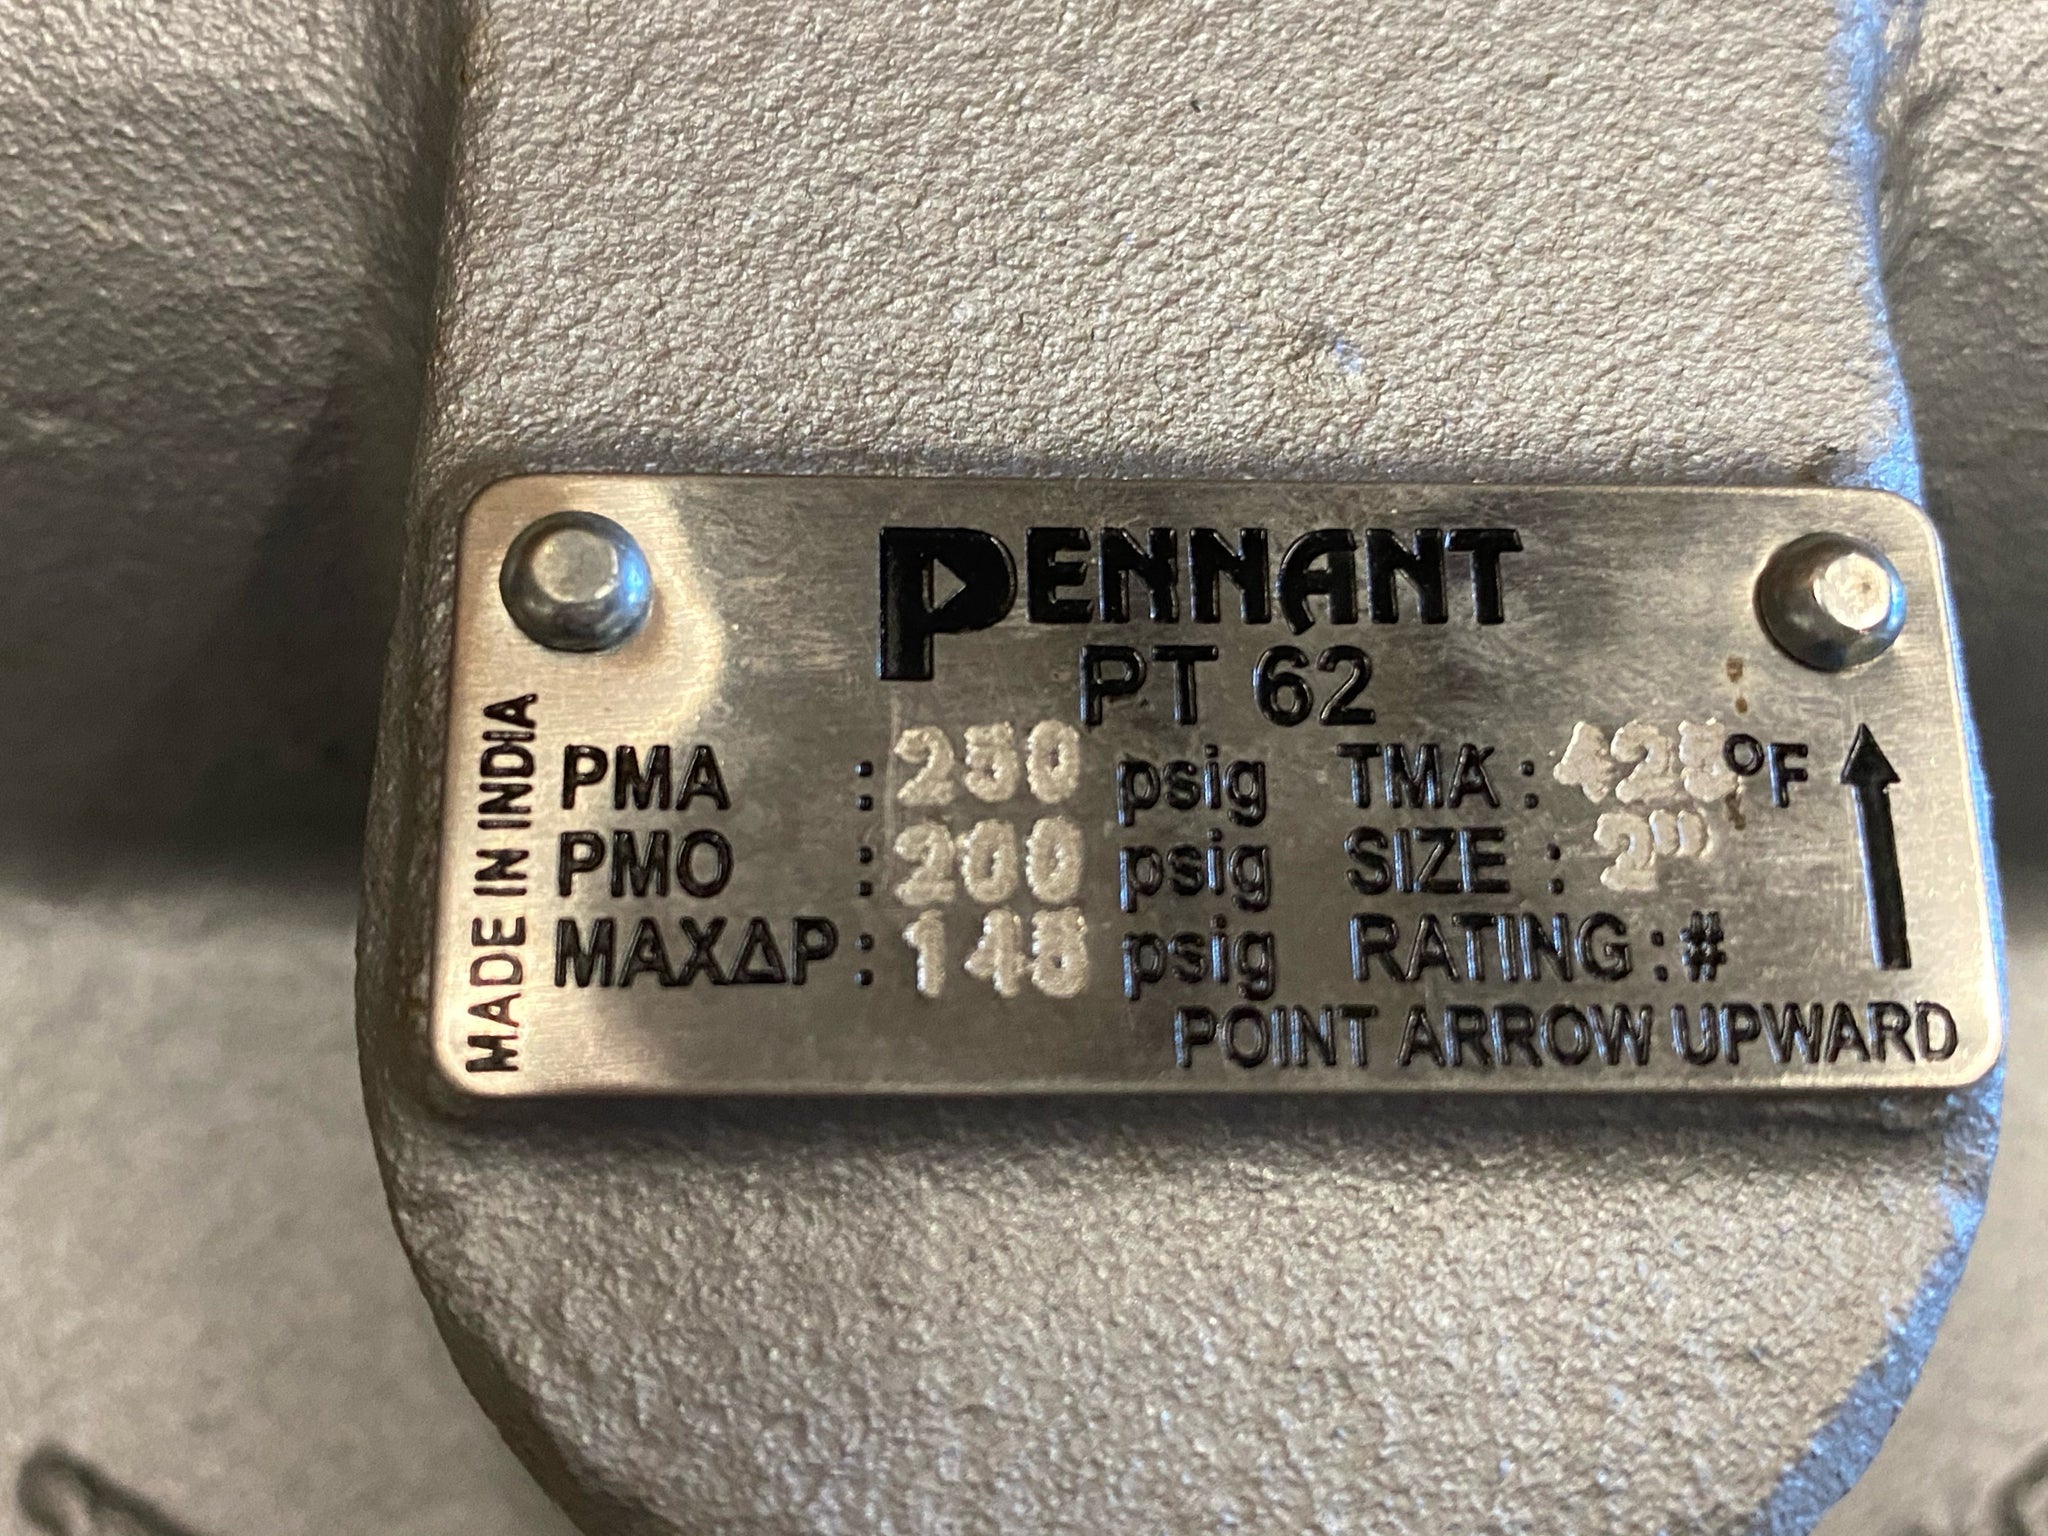 PENNANT
PT 62
MADE IN INDIA
PMA : 250 psig TMA : 425°F
PMO : 200 psig SIZE : 2"
MAXΔP : 145 psig RATING : #
POINT ARROW UPWARD